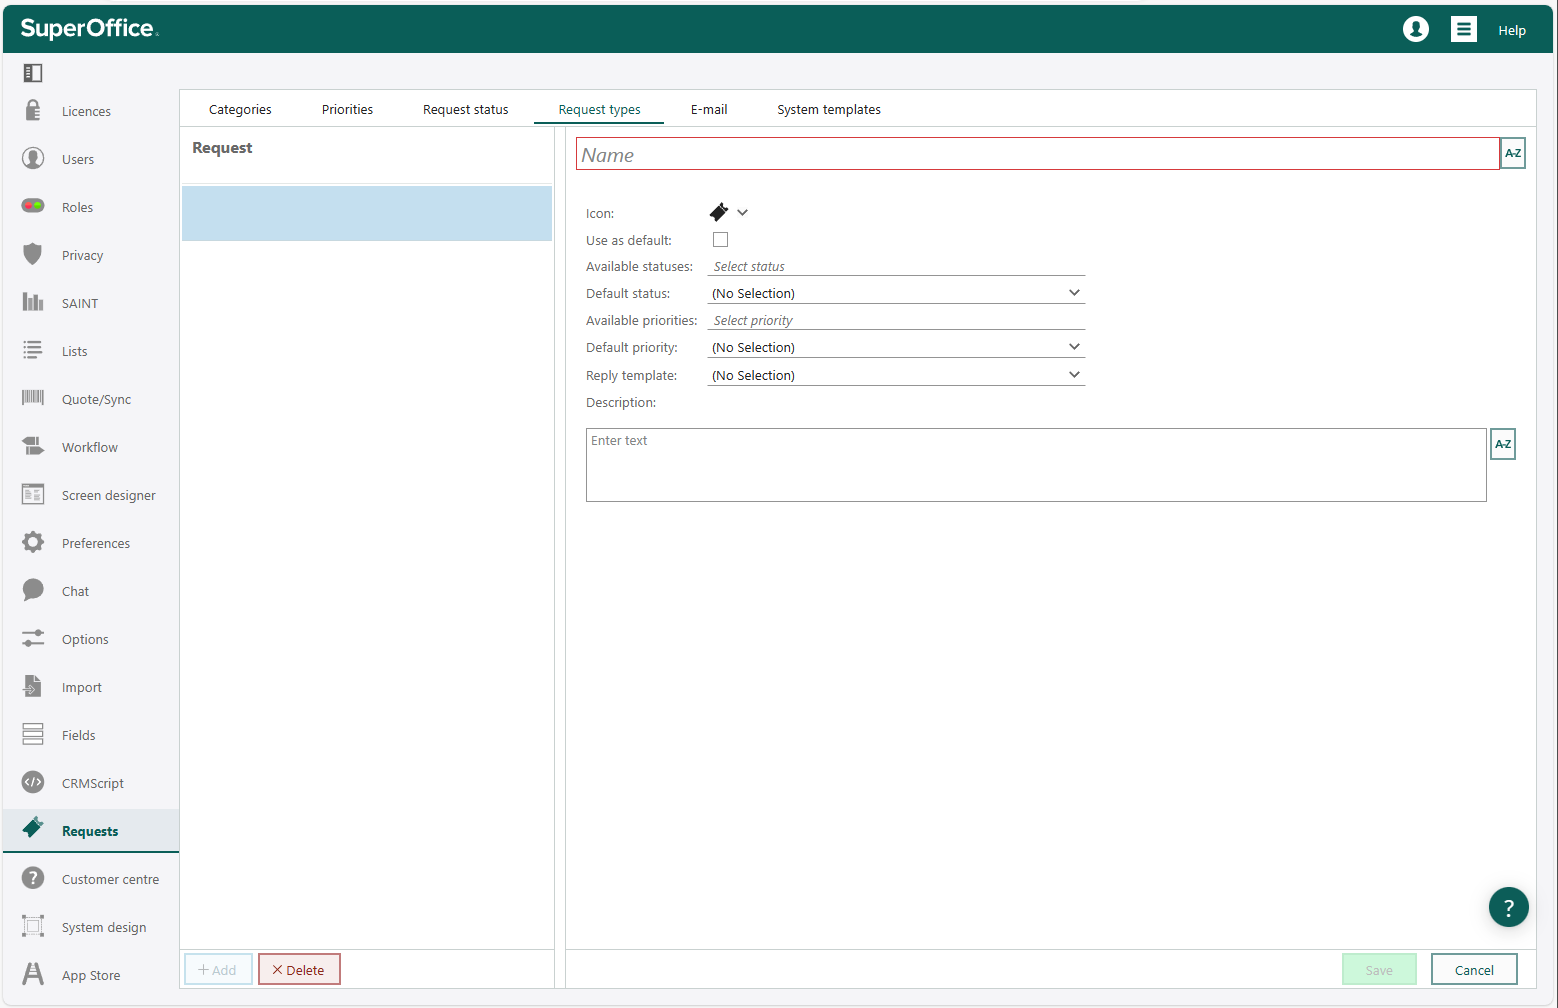 SuperOffice
Help
Licences
Users
Roles
Privacy
SAINT
Lists
Quote/Sync
Workflow
Screen designer
Preferences
Chat
Options
Import
Fields
CRMScript
Requests
Customer centre
System design
App Store
Categories
Priorities
Request status
Request types
E-mail
System templates
Request
Name
A-Z
Icon:
Use as default:
Available statuses: Select status
Default status: (No Selection)
Available priorities: Select priority
Default priority: (No Selection)
Reply template: (No Selection)
Description:
Enter text
A-Z
?
+ Add
× Delete
Save
Cancel